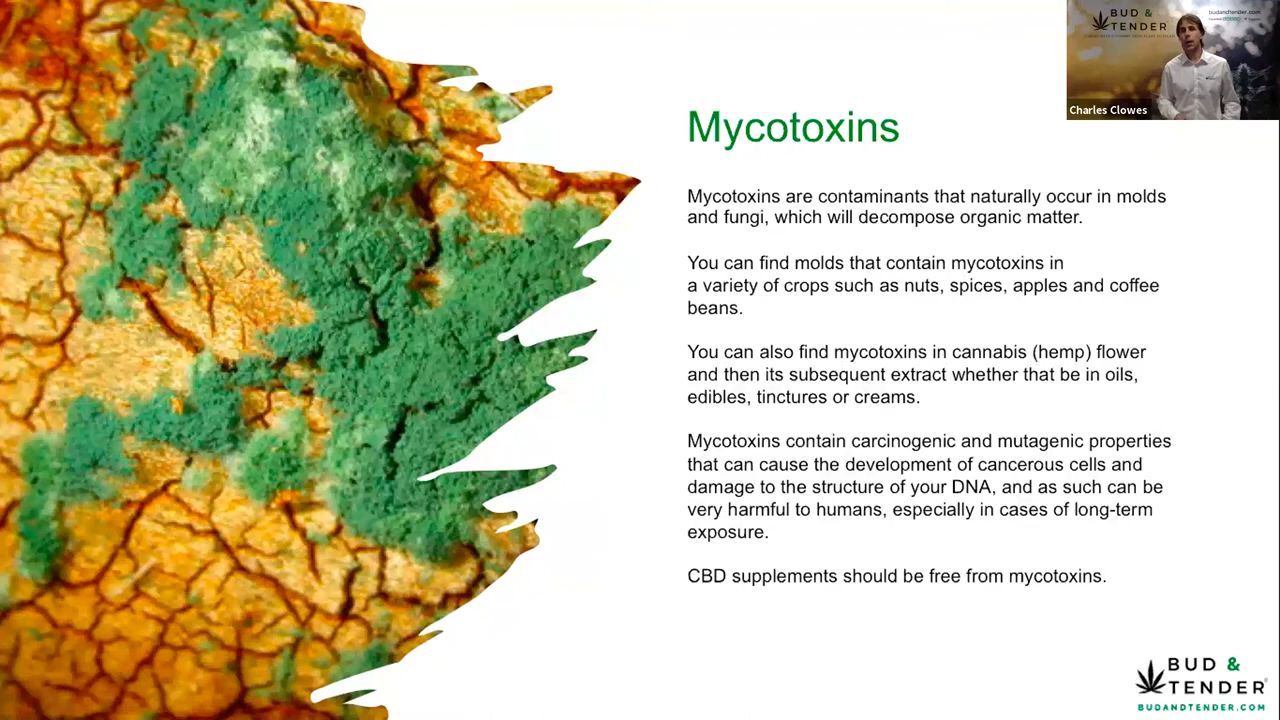 BUD &
TENDER
budandtender.com
Charles Clowes
Mycotoxins
Mycotoxins are contaminants that naturally occur in molds
and fungi, which will decompose organic matter.
You can find molds that contain mycotoxins in
a variety of crops such as nuts, spices, apples and coffee
beans.
You can also find mycotoxins in cannabis (hemp) flower
and then its subsequent extract whether that be in oils,
edibles, tinctures or creams.
Mycotoxins contain carcinogenic and mutagenic properties
that can cause the development of cancerous cells and
damage to the structure of your DNA, and as such can be
very harmful to humans, especially in cases of long-term
exposure.
CBD supplements should be free from mycotoxins.
BUD &
TENDER®
BUDANDTENDER.COM